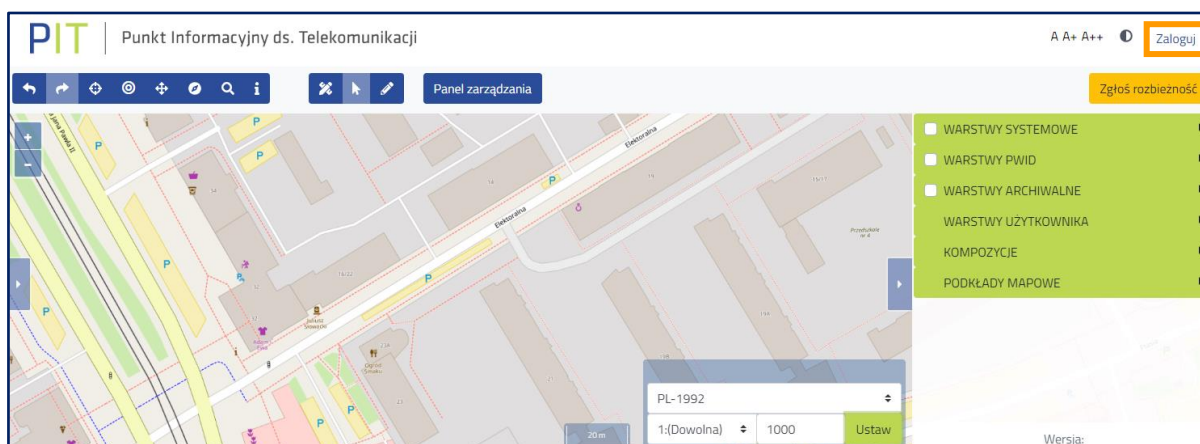 PIT Punkt Informacyjny ds. Telekomunikacji A A+ A++ Zaloguj
Panel zarządzania Zgłoś rozbieżność
WARSTWY SYSTEMOWE
WARSTWY PWID
WARSTWY ARCHIWALNE
WARSTWY UŻYTKOWNIKA
KOMPOZYCJE
PODKŁADY MAPOWE
Elektoralna
Elektoralna
PL-1992
1:(Dowolna) 1000 Ustaw
20 m
Wersja: